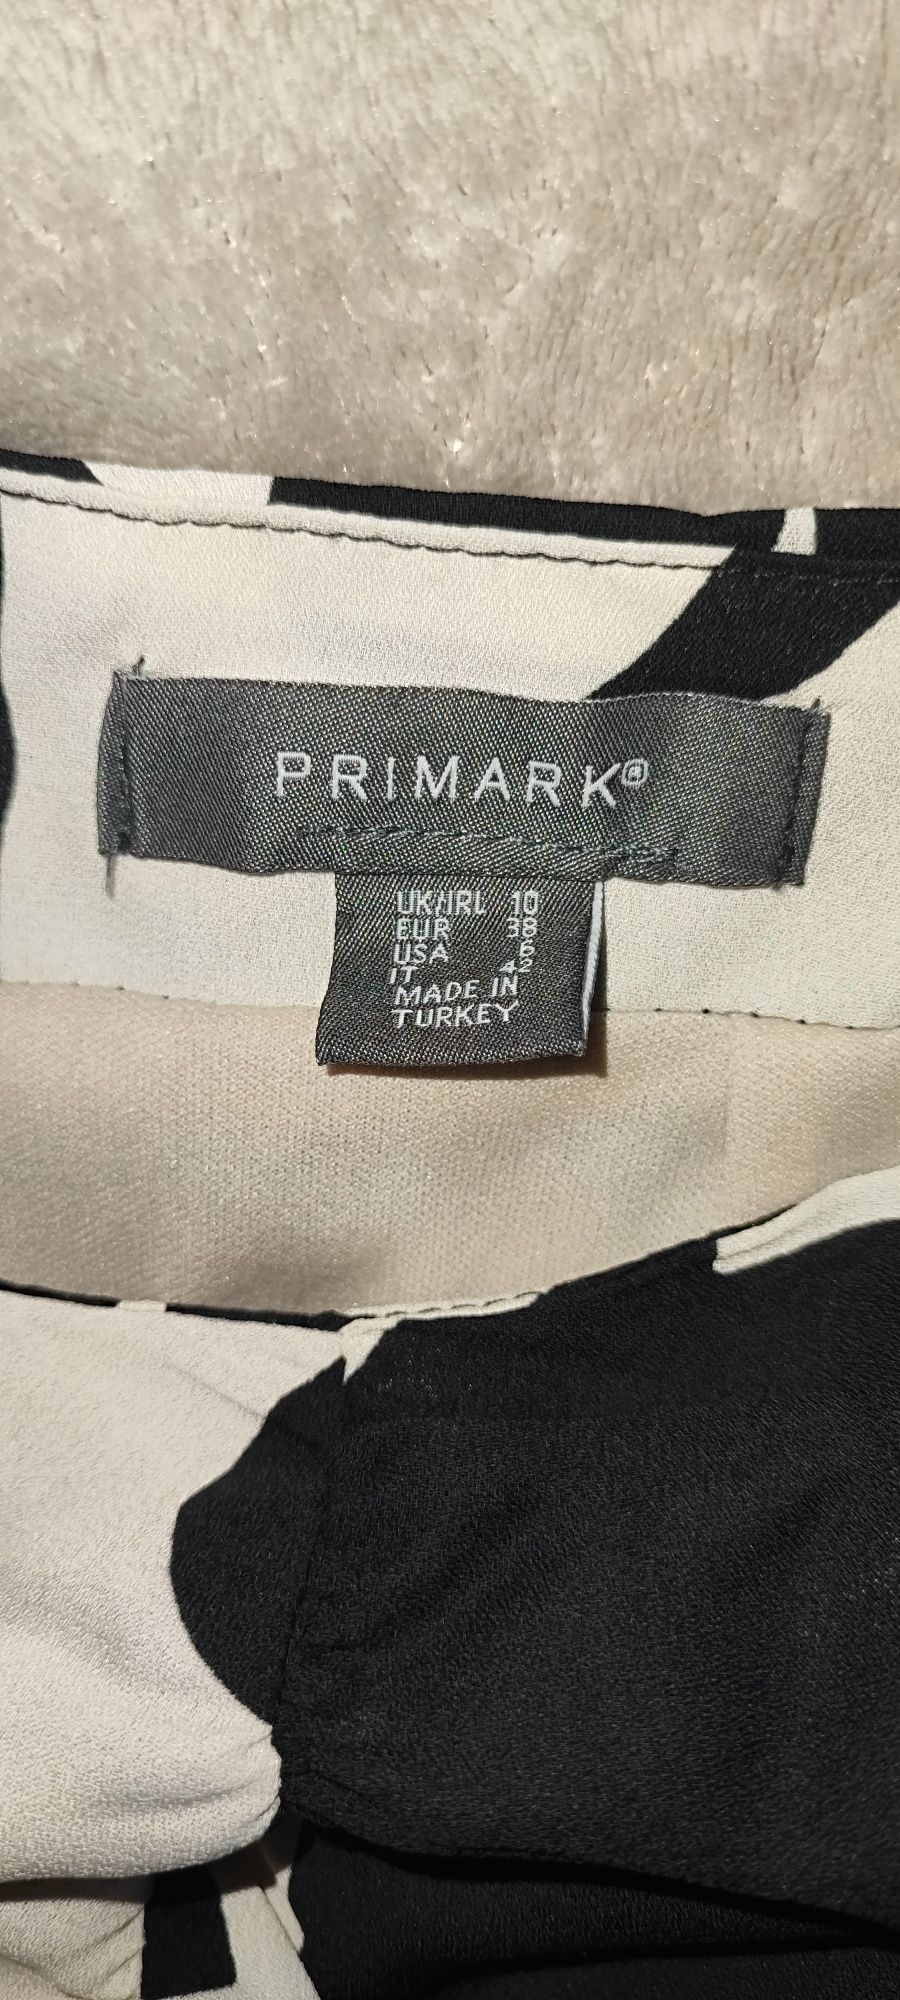 PRIMARK®
UK/IRL 10
EUR 38
USA 6
IT 42
MADE IN
TURKEY